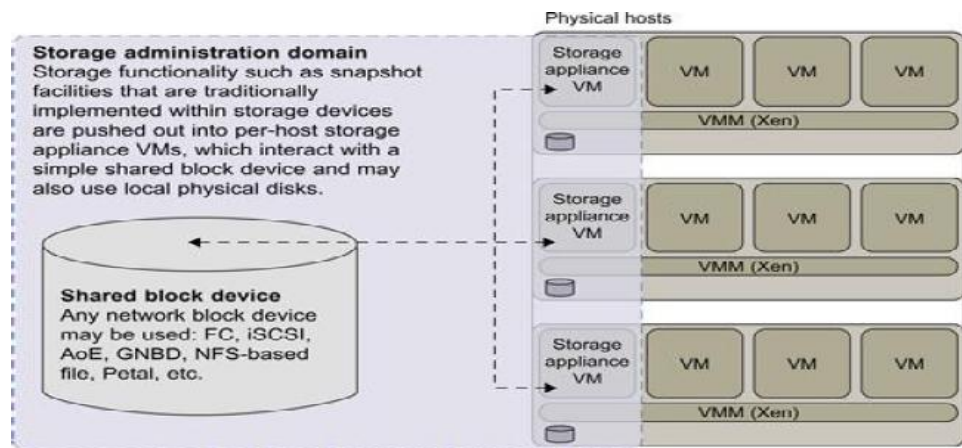 Physical hosts
Storage administration domain
Storage functionality such as snapshot
facilities that are traditionally
implemented within storage devices
are pushed out into per-host storage
appliance VMs, which interact with a
simple shared block device and may
also use local physical disks.
Shared block device
Any network block device
may be used: FC, iSCSI,
AoE, GNBD, NFS-based
file, Petal, etc.
Storage
appliance
VM
VM
VM
VM
VMM (Xen)
Storage
appliance
VM
VM
VM
VM
VMM (Xen)
Storage
appliance
VM
VM
VM
VM
VMM (Xen)